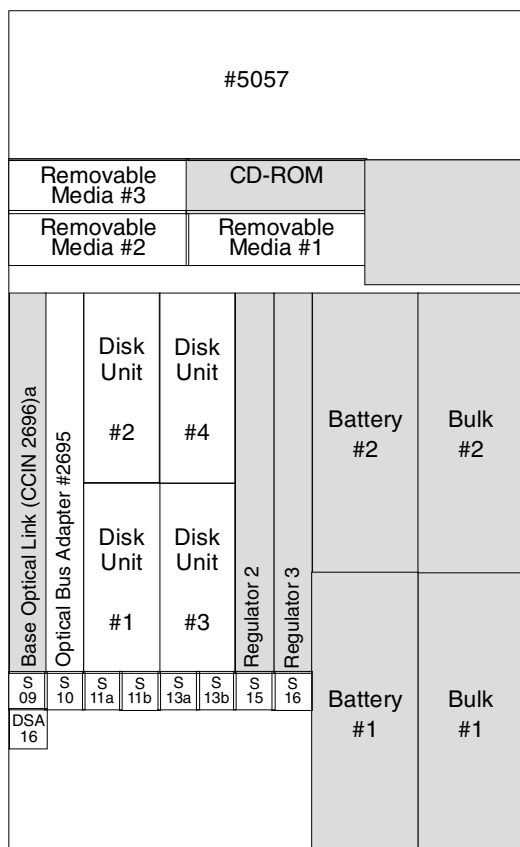 #5057
Removable
Media #3
CD-ROM
Removable
Media #2
Removable
Media #1
Base Optical Link (CCIN 2696)a
Optical Bus Adapter #2695
Disk
Unit
#2
Disk
Unit
#4
Disk
Unit
#1
Disk
Unit
#3
Regulator 2
Regulator 3
Battery
#2
Bulk
#2
S
09
S
10
S
11a
S
11b
S
13a
S
13b
S
15
S
16
Battery
#1
Bulk
#1
DSA
16